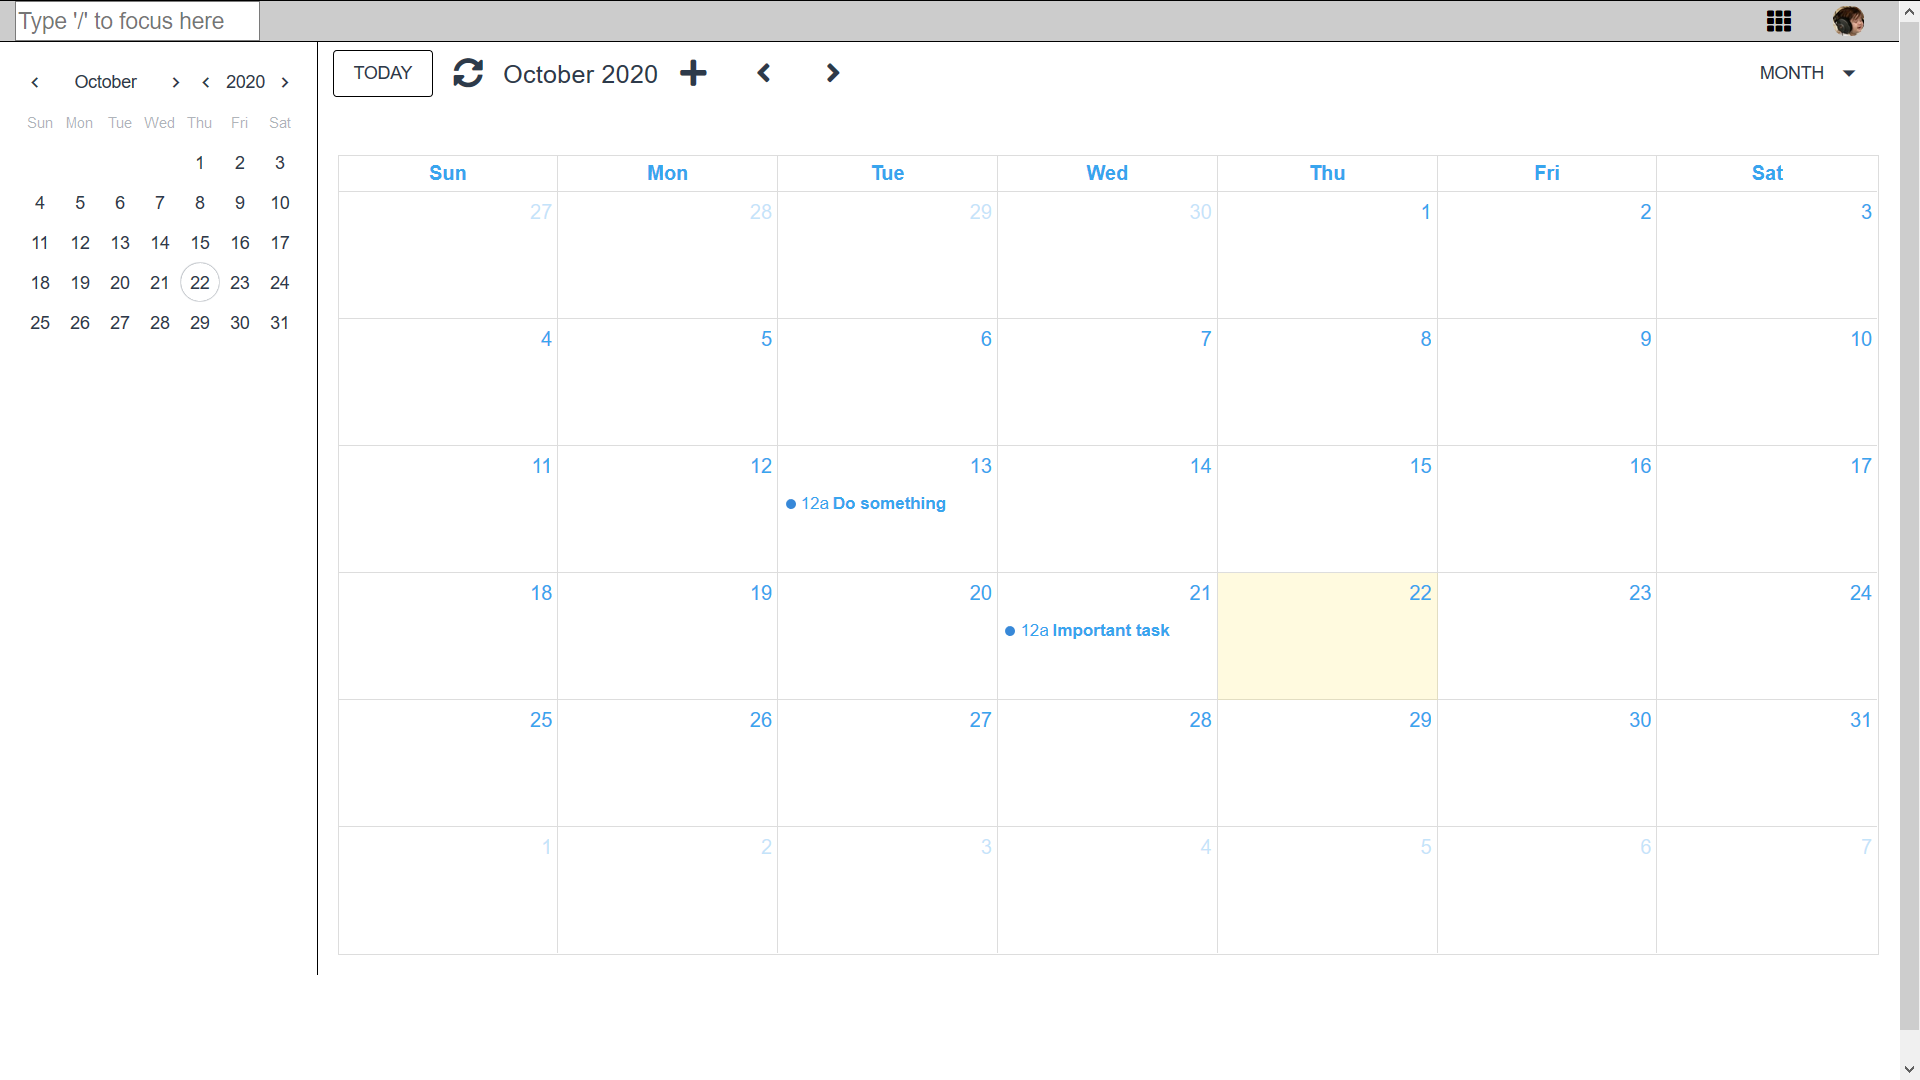 Type '/' to focus here
October 2020
Sun Mon Tue Wed Thu Fri Sat
1 2 3
4 5 6 7 8 9 10
11 12 13 14 15 16 17
18 19 20 21 22 23 24
25 26 27 28 29 30 31
TODAY October 2020 MONTH
Sun Mon Tue Wed Thu Fri Sat
27 28 29 30 1 2 3
4 5 6 7 8 9 10
11 12 13 14 15 16 17
12a Do something
18 19 20 21 22 23 24
12a Important task
25 26 27 28 29 30 31
1 2 3 4 5 6 7